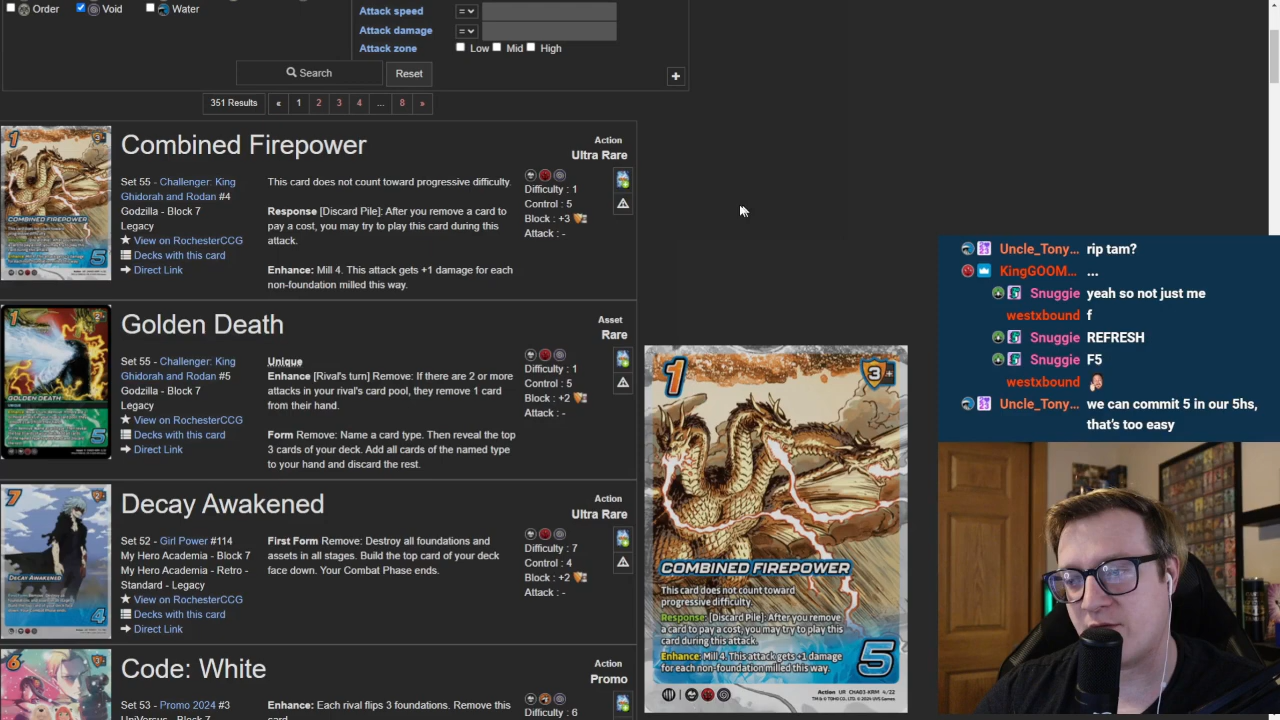 Order Void Water
Attack speed =
Attack damage =
Attack zone Low Mid High
Search Reset +
351 Results « 1 2 3 4 ... 8 »
Combined Firepower
Action
Ultra Rare
Set 55 - Challenger: King
Ghidorah and Rodan #4
Godzilla - Block 7
Legacy
View on RochesterCCG
Decks with this card
Direct Link
This card does not count toward progressive difficulty.
Response [Discard Pile]: After you remove a card to
pay a cost, you may try to play this card during this
attack.
Enhance: Mill 4. This attack gets +1 damage for each
non-foundation milled this way.
Difficulty : 1
Control : 5
Block : +3
Attack : -
Golden Death
Asset
Rare
Set 55 - Challenger: King
Ghidorah and Rodan #5
Godzilla - Block 7
Legacy
View on RochesterCCG
Decks with this card
Direct Link
Unique
Enhance [Rival's turn] Remove: If there are 2 or more
attacks in your rival's card pool, they remove 1 card
from their hand.
Form Remove: Name a card type. Then reveal the top
3 cards of your deck. Add all cards of the named type
to your hand and discard the rest.
Difficulty : 1
Control : 5
Block : +2
Attack : -
Decay Awakened
Action
Ultra Rare
Set 52 - Girl Power #114
My Hero Academia - Block 7
My Hero Academia - Retro -
Standard - Legacy
View on RochesterCCG
Decks with this card
Direct Link
First Form Remove: Destroy all foundations and
assets in all stages. Build the top card of your deck
face down. Your Combat Phase ends.
Difficulty : 7
Control : 4
Block : +2
Attack : -
Code: White
Action
Promo
Enhance: Each rival flips 3 foundations. Remove this
card.
Difficulty : 6
1
COMBINED FIREPOWER
5
1
GOLDEN DEATH
5
7
DECAY AWAKENED
4
6
1 3+
COMBINED FIREPOWER
This card does not count toward
progressive difficulty.
Response: [Discard Pile]: After you remove
a card to pay a cost, you may try to play this
card during this attack.
Enhance: Mill 4. This attack gets +1 damage
for each non-foundation milled this way.
5
Uncle_Tony... rip tam?
KingGOOM... ...
Snuggie yeah so not just me
westxbound f
Snuggie REFRESH
Snuggie F5
westxbound
Uncle_Tony... we can commit 5 in our 5hs,
that's too easy